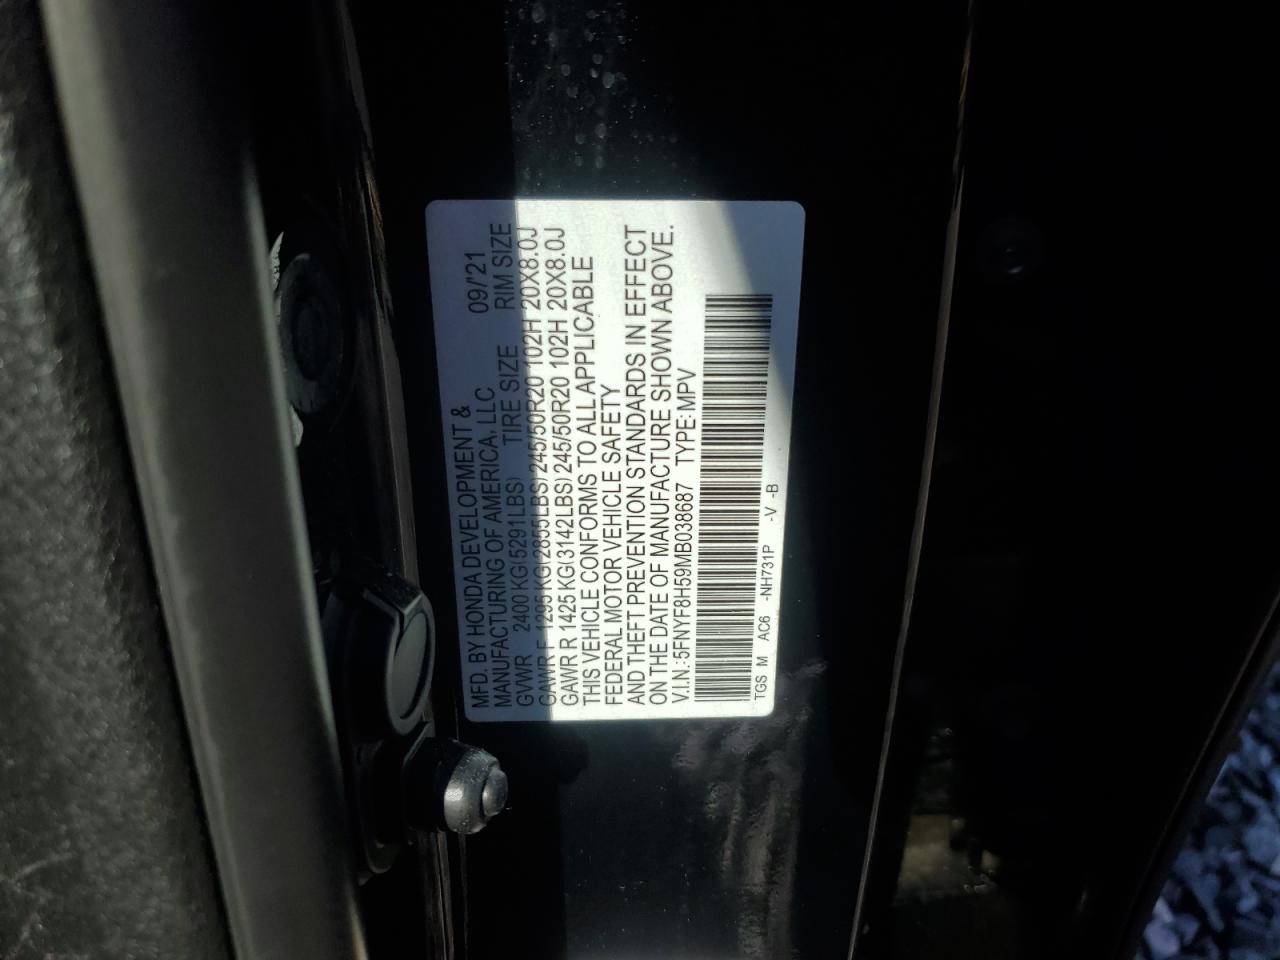 MFD. BY HONDA DEVELOPMENT &
MANUFACTURING OF AMERICA, LLC 09/'21
GVWR 2400 KG(5291LBS) TIRE SIZE RIM SIZE
GAWR F 1295 KG(2855LBS) 245/50R20 102H 20X8.0J
GAWR R 1425 KG(3142LBS) 245/50R20 102H 20X8.0J
THIS VEHICLE CONFORMS TO ALL APPLICABLE
FEDERAL MOTOR VEHICLE SAFETY
AND THEFT PREVENTION STANDARDS IN EFFECT
ON THE DATE OF MANUFACTURE SHOWN ABOVE.
V.I.N.:5FNYF8H59MB038687 TYPE:MPV
TGS M AC6 -NH731P -V -B